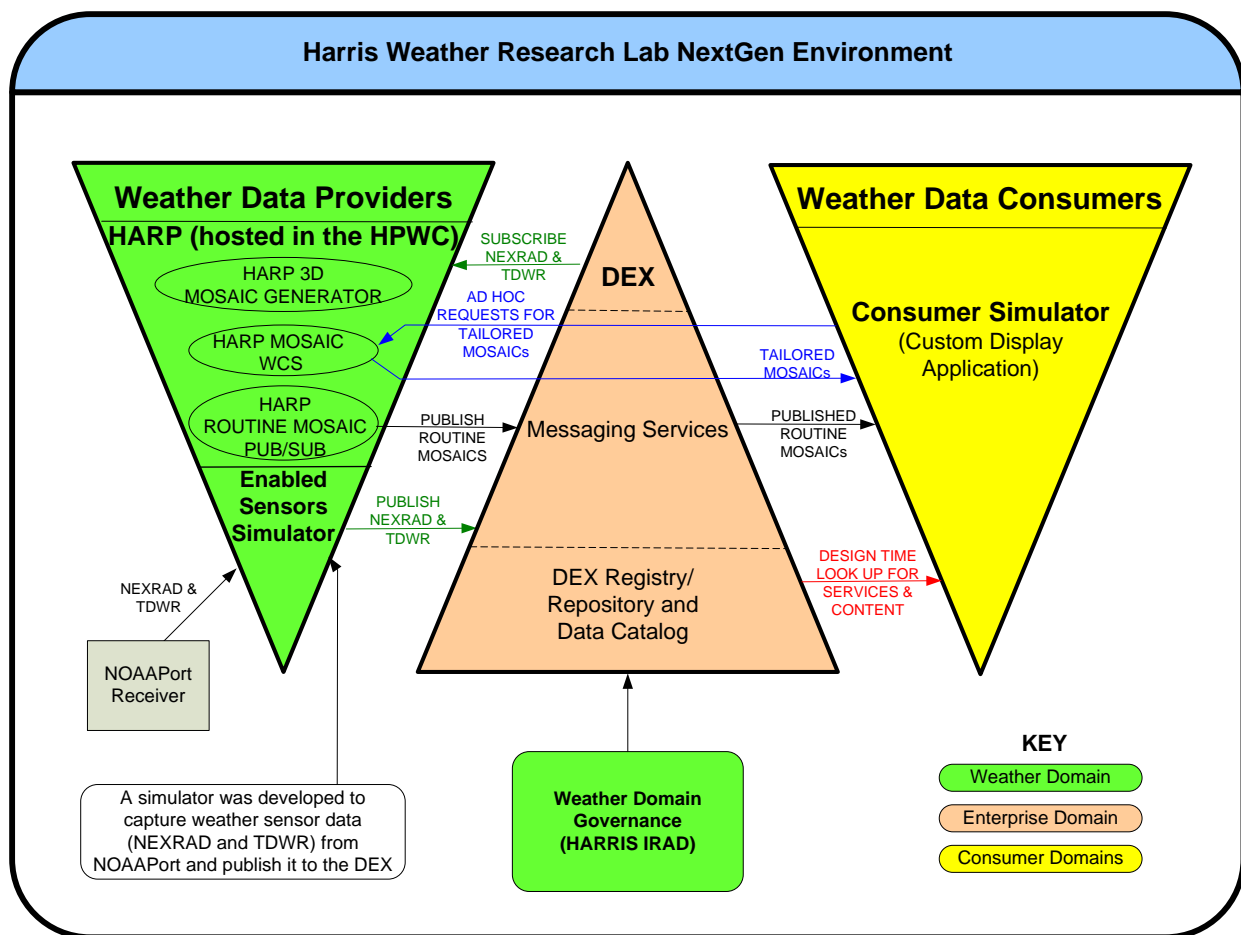 Harris Weather Research Lab NextGen Environment
Weather Data Providers
HARP (hosted in the HPWC)
HARP 3D
MOSAIC GENERATOR
HARP MOSAIC
WCS
HARP
ROUTINE MOSAIC
PUB/SUB
Enabled
Sensors
Simulator
SUBSCRIBE
NEXRAD &
TDWR
AD HOC
REQUESTS FOR
TAILORED
MOSAICs
PUBLISH
ROUTINE
MOSAICS
PUBLISH
NEXRAD &
TDWR
DEX
Messaging Services
DEX Registry/
Repository and
Data Catalog
TAILORED
MOSAICs
PUBLISHED
ROUTINE
MOSAICs
DESIGN TIME
LOOK UP FOR
SERVICES &
CONTENT
Weather Data Consumers
Consumer Simulator
(Custom Display
Application)
NEXRAD &
TDWR
NOAAPort
Receiver
A simulator was developed to
capture weather sensor data
(NEXRAD and TDWR) from
NOAAPort and publish it to the DEX
Weather Domain
Governance
(HARRIS IRAD)
KEY
Weather Domain
Enterprise Domain
Consumer Domains